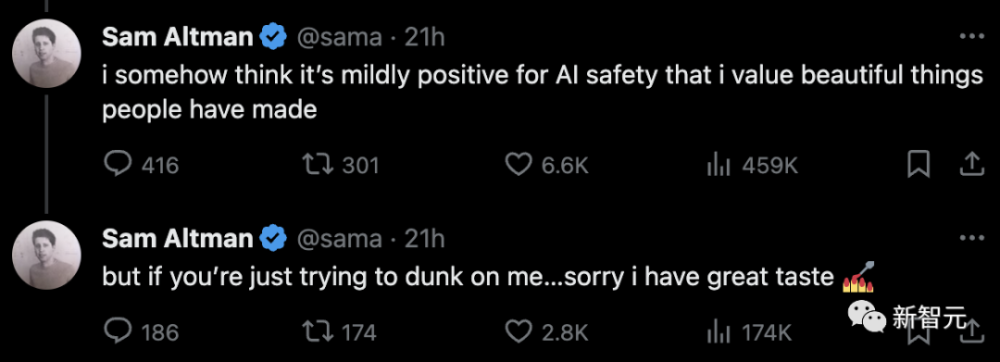 Sam Altman @sama · 21h
i somehow think it’s mildly positive for AI safety that i value beautiful things
people have made
416 301 6.6K 459K
Sam Altman @sama · 21h
but if you’re just trying to dunk on me...sorry i have great taste 💅
186 174 2.8K 174K
新智元